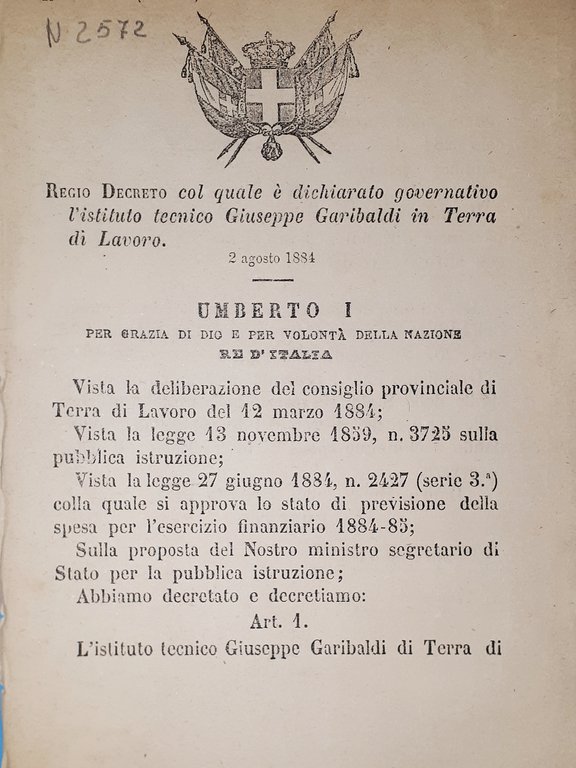 N. 2572
REGIO DECRETO col quale è dichiarato governativo
l'istituto tecnico Giuseppe Garibaldi in Terra
di Lavoro.
2 agosto 1884
UMBERTO I
PER GRAZIA DI DIO E PER VOLONTÀ DELLA NAZIONE
RE D'ITALIA
Vista la deliberazione del consiglio provinciale di
Terra di Lavoro del 12 marzo 1884;
Vista la legge 13 novembre 1859, n. 3725 sulla
pubblica istruzione;
Vista la legge 27 giugno 1884, n. 2427 (serie 3.ª)
colla quale si approva lo stato di previsione della
spesa per l'esercizio finanziario 1884-85;
Sulla proposta del Nostro ministro segretario di
Stato per la pubblica istruzione;
Abbiamo decretato e decretiamo:
Art. 1.
L'istituto tecnico Giuseppe Garibaldi di Terra di